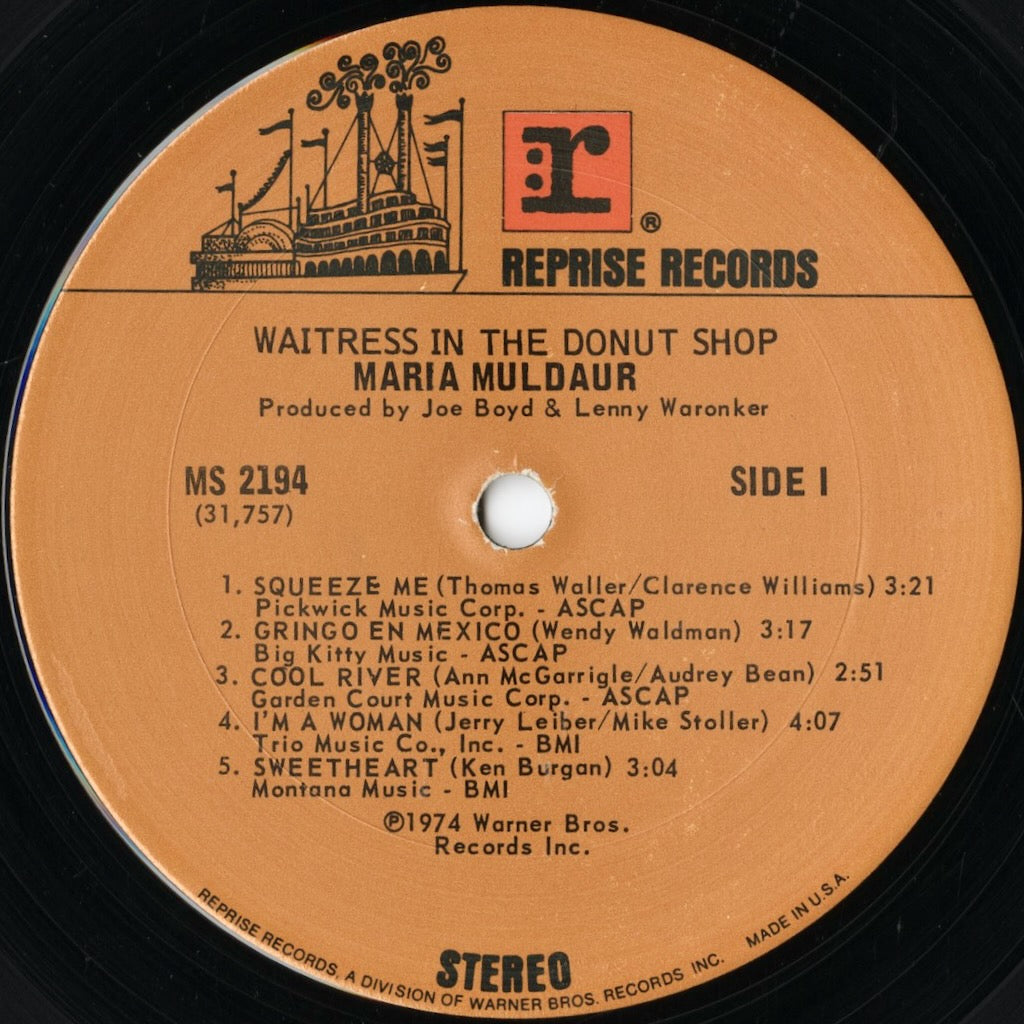 r
®
REPRISE RECORDS
WAITRESS IN THE DONUT SHOP
MARIA MULDAUR
Produced by Joe Boyd & Lenny Waronker
MS 2194
SIDE I
(31,757)
1. SQUEEZE ME (Thomas Waller/Clarence Williams) 3:21
Pickwick Music Corp. - ASCAP
2. GRINGO EN MEXICO (Wendy Waldman) 3:17
Big Kitty Music - ASCAP
3. COOL RIVER (Ann McGarrigle/Audrey Bean) 2:51
Garden Court Music Corp. - ASCAP
4. I'M A WOMAN (Jerry Leiber/Mike Stoller) 4:07
Trio Music Co., Inc. - BMI
5. SWEETHEART (Ken Burgan) 3:04
Montana Music - BMI
℗1974 Warner Bros.
Records Inc.
STEREO
REPRISE RECORDS, A DIVISION OF WARNER BROS. RECORDS INC.
MADE IN U.S.A.